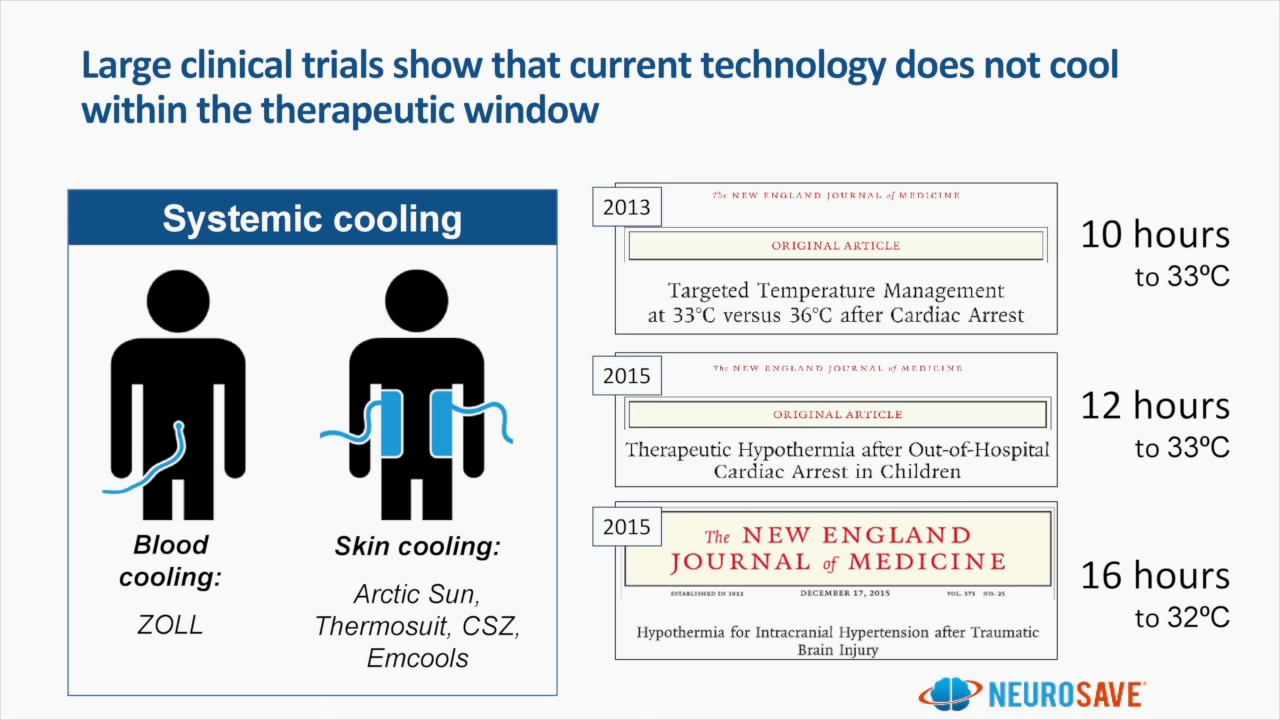 Large clinical trials show that current technology does not cool
within the therapeutic window
Systemic cooling
Blood
cooling:
ZOLL
Skin cooling:
Arctic Sun,
Thermosuit, CSZ,
Emcools
2013
The NEW ENGLAND JOURNAL of MEDICINE
ORIGINAL ARTICLE
Targeted Temperature Management
at 33°C versus 36°C after Cardiac Arrest
10 hours
to 33ºC
2015
The NEW ENGLAND JOURNAL of MEDICINE
ORIGINAL ARTICLE
Therapeutic Hypothermia after Out-of-Hospital
Cardiac Arrest in Children
12 hours
to 33ºC
2015
The NEW ENGLAND
JOURNAL of MEDICINE
ESTABLISHED IN 1812 DECEMBER 17, 2015 VOL. 373 NO. 25
Hypothermia for Intracranial Hypertension after Traumatic
Brain Injury
16 hours
to 32ºC
NEUROSAVE